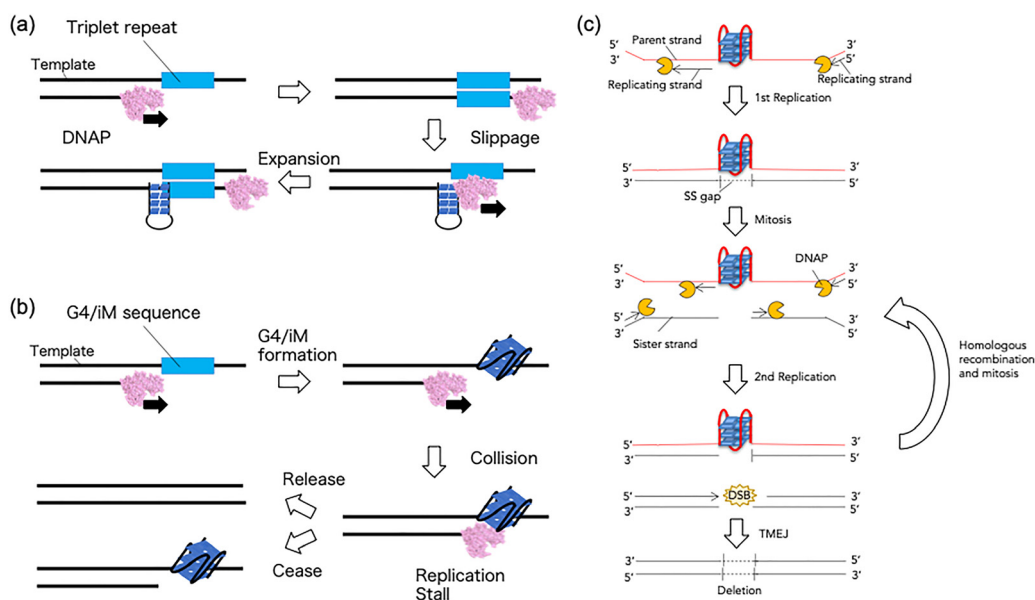 (a)
Triplet repeat
Template
DNAP
Slippage
Expansion
(b)
G4/iM sequence
Template
G4/iM
formation
Collision
Release
Cease
Replication
Stall
(c)
5’
Parent strand
3’
5’
Replicating strand
Replicating strand
1st Replication
5’
3’
3’
5’
SS gap
Mitosis
DNAP
5’
3’
5’
5’
3’
3’
5’
Sister strand
Homologous
recombination
and mitosis
2nd Replication
5’
3’
3’
5’
5’
DSB
3’
3’
5’
TMEJ
3’
5’
5’
3’
Deletion